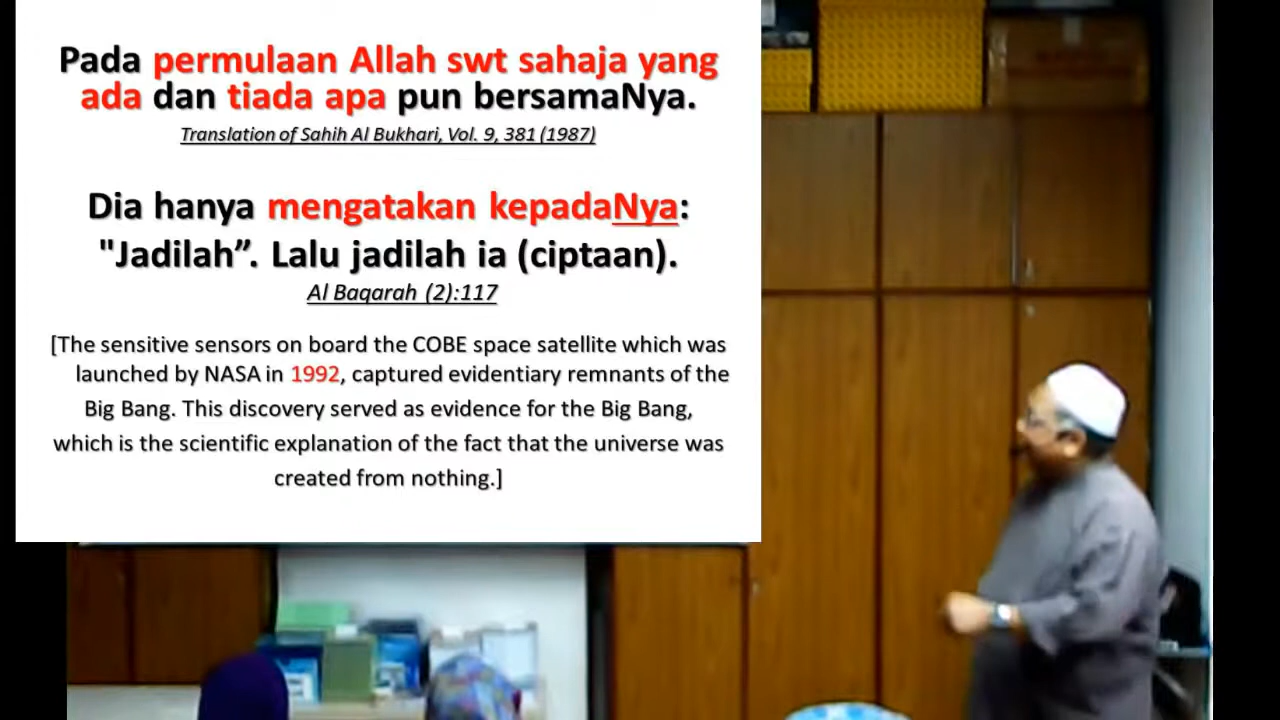 Pada permulaan Allah swt sahaja yang
ada dan tiada apa pun bersamaNya.
Translation of Sahih Al Bukhari, Vol. 9, 381 (1987)
Dia hanya mengatakan kepadaNya:
"Jadilah”. Lalu jadilah ia (ciptaan).
Al Baqarah (2):117
[The sensitive sensors on board the COBE space satellite which was
launched by NASA in 1992, captured evidentiary remnants of the
Big Bang. This discovery served as evidence for the Big Bang,
which is the scientific explanation of the fact that the universe was
created from nothing.]